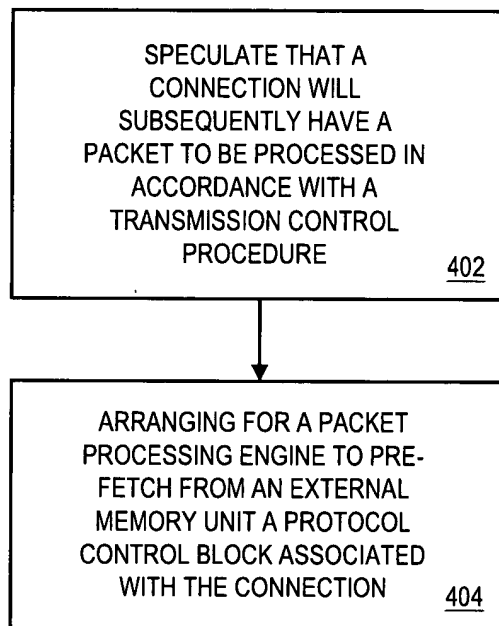 SPECULATE THAT A
CONNECTION WILL
SUBSEQUENTLY HAVE A
PACKET TO BE PROCESSED IN
ACCORDANCE WITH A
TRANSMISSION CONTROL
PROCEDURE
402
ARRANGING FOR A PACKET
PROCESSING ENGINE TO PRE-
FETCH FROM AN EXTERNAL
MEMORY UNIT A PROTOCOL
CONTROL BLOCK ASSOCIATED
WITH THE CONNECTION
404